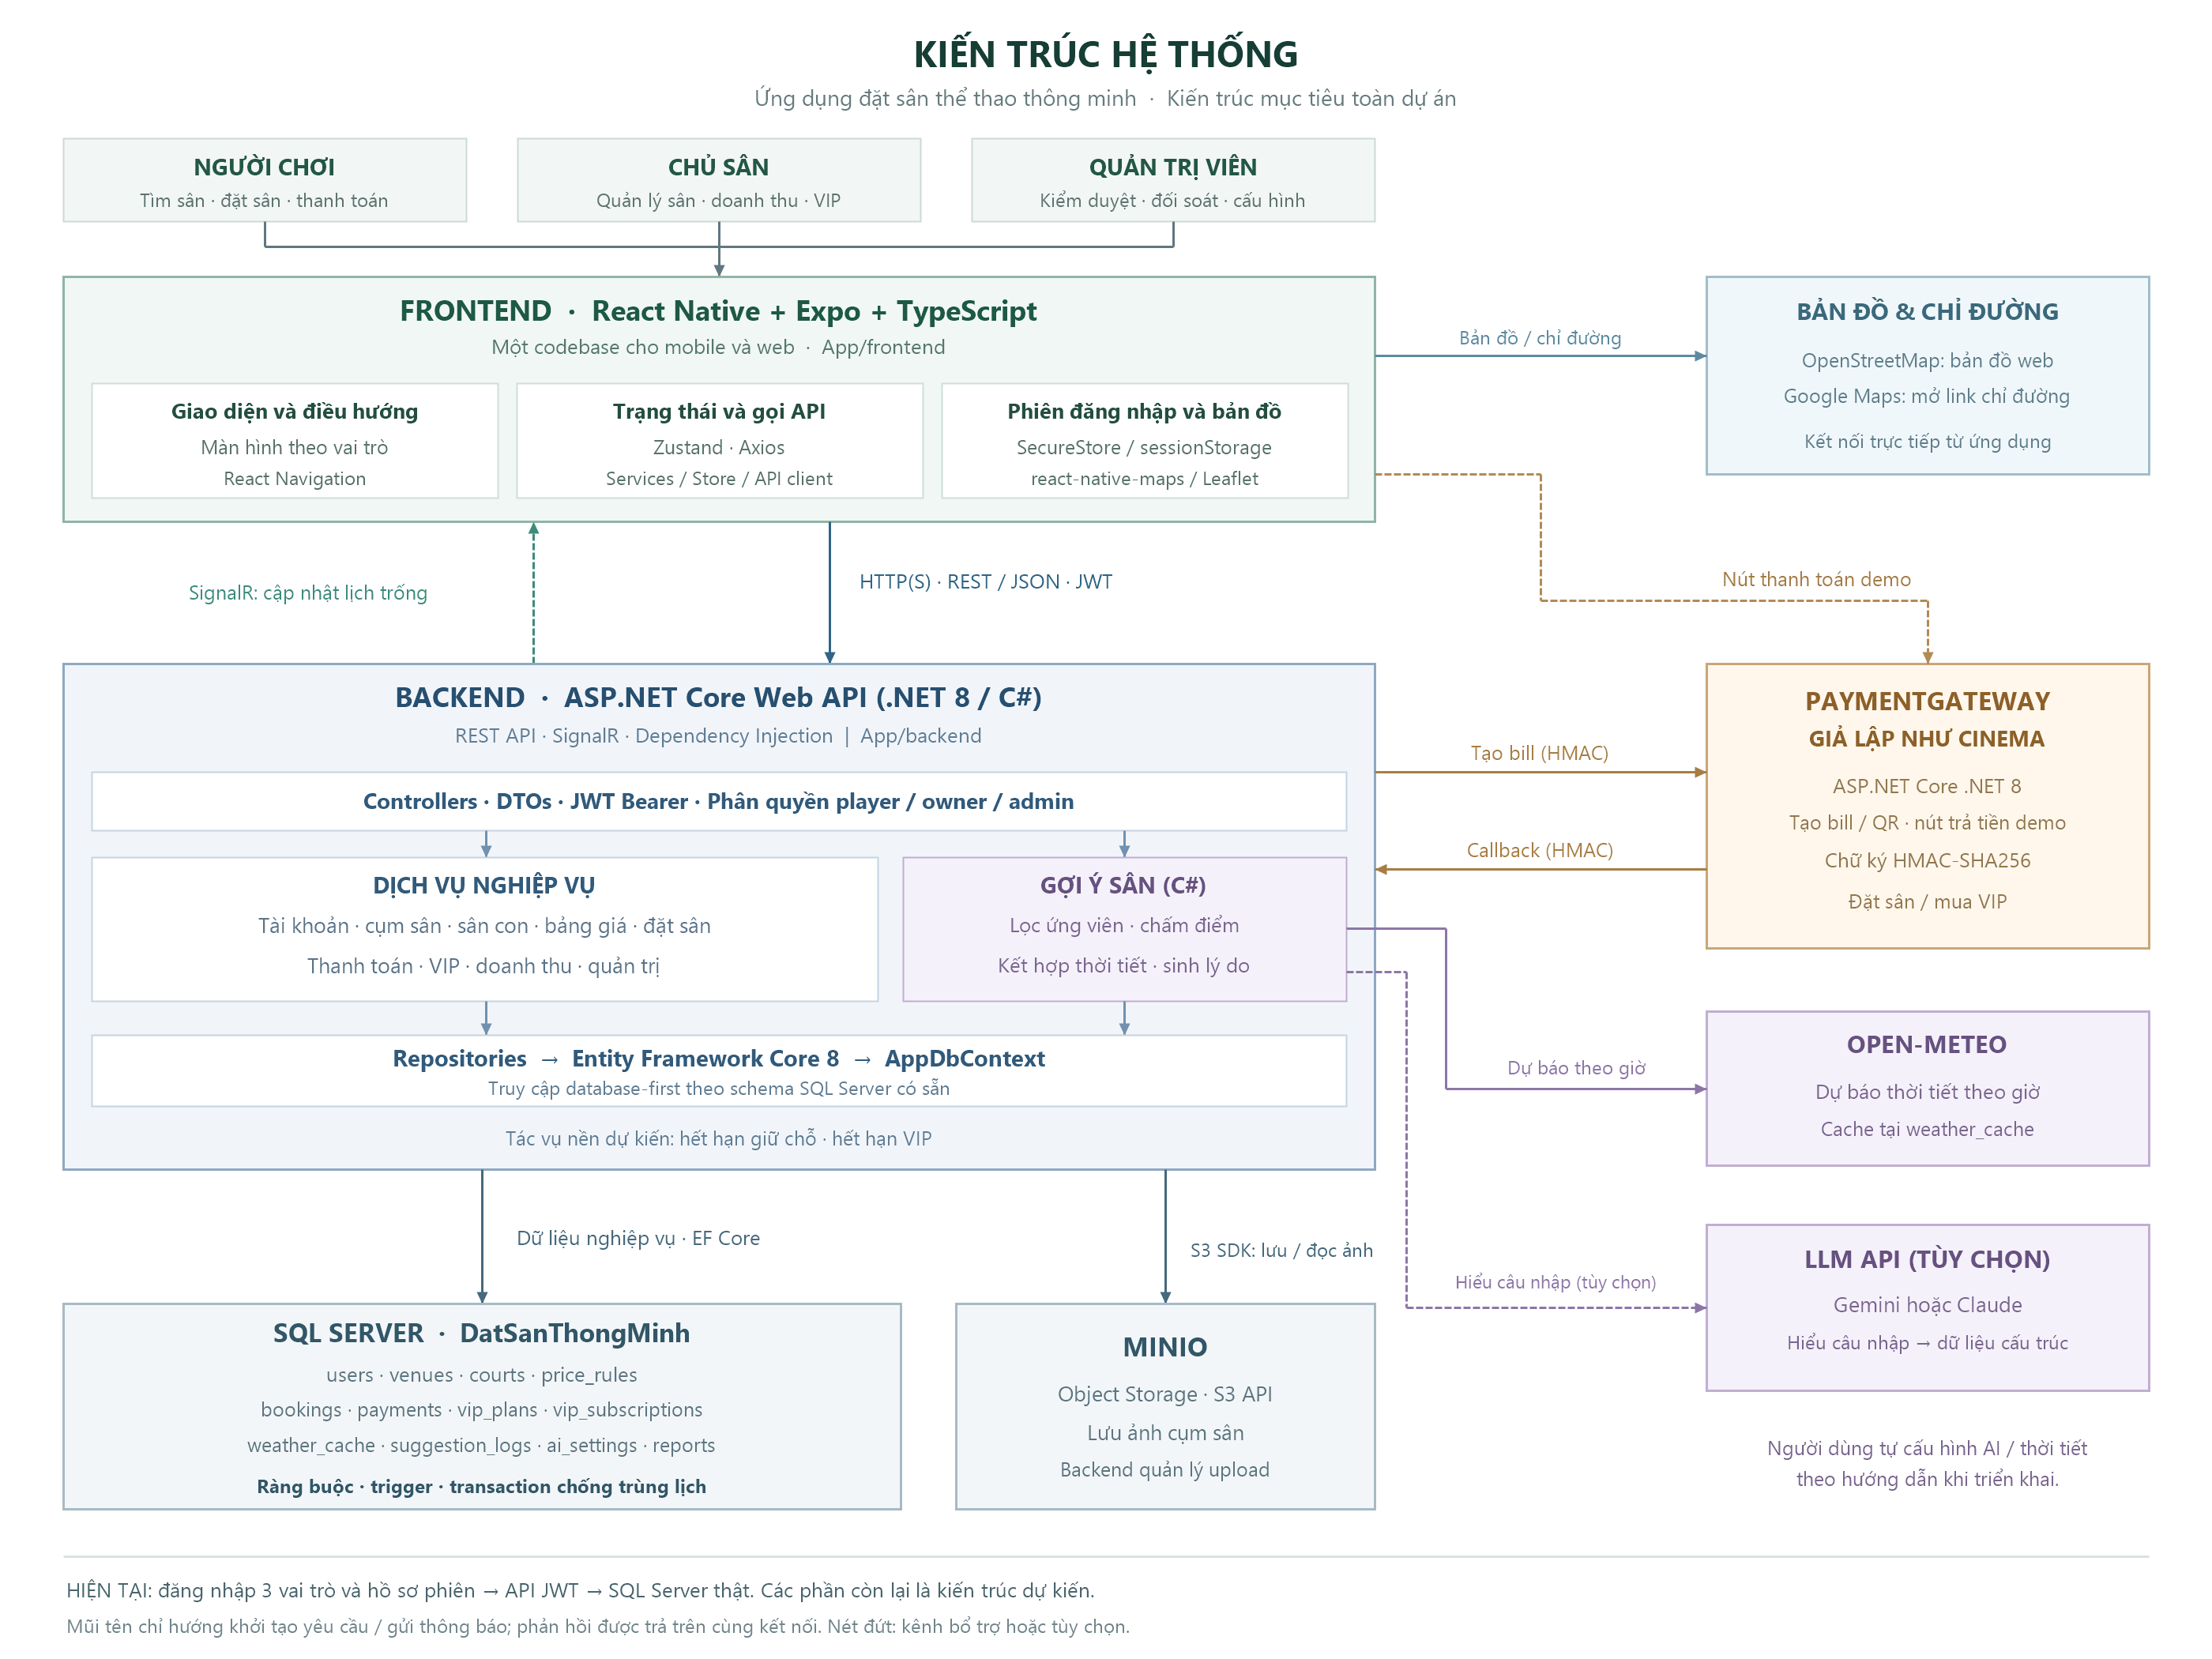 KIẾN TRÚC HỆ THỐNG
Ứng dụng đặt sân thể thao thông minh · Kiến trúc mục tiêu toàn dự án
NGƯỜI CHƠI
Tìm sân · đặt sân · thanh toán
CHỦ SÂN
Quản lý sân · doanh thu · VIP
QUẢN TRỊ VIÊN
Kiểm duyệt · đối soát · cấu hình
FRONTEND · React Native + Expo + TypeScript
Một codebase cho mobile và web · App/frontend
Giao diện và điều hướng
Màn hình theo vai trò
React Navigation
Trạng thái và gọi API
Zustand · Axios
Services / Store / API client
Phiên đăng nhập và bản đồ
SecureStore / sessionStorage
react-native-maps / Leaflet
Bản đồ / chỉ đường
BẢN ĐỒ & CHỈ ĐƯỜNG
OpenStreetMap: bản đồ web
Google Maps: mở link chỉ đường
Kết nối trực tiếp từ ứng dụng
SignalR: cập nhật lịch trống
HTTP(S) · REST / JSON · JWT
Nút thanh toán demo
BACKEND · ASP.NET Core Web API (.NET 8 / C#)
REST API · SignalR · Dependency Injection | App/backend
Controllers · DTOs · JWT Bearer · Phân quyền player / owner / admin
DỊCH VỤ NGHIỆP VỤ
Tài khoản · cụm sân · sân con · bảng giá · đặt sân
Thanh toán · VIP · doanh thu · quản trị
GỢI Ý SÂN (C#)
Lọc ứng viên · chấm điểm
Kết hợp thời tiết · sinh lý do
Repositories → Entity Framework Core 8 → AppDbContext
Truy cập database-first theo schema SQL Server có sẵn
Tác vụ nền dự kiến: hết hạn giữ chỗ · hết hạn VIP
Tạo bill (HMAC)
Callback (HMAC)
PAYMENTGATEWAY
GIẢ LẬP NHƯ CINEMA
ASP.NET Core .NET 8
Tạo bill / QR · nút trả tiền demo
Chữ ký HMAC-SHA256
Đặt sân / mua VIP
Dự báo theo giờ
OPEN-METEO
Dự báo thời tiết theo giờ
Cache tại weather_cache
Hiểu câu nhập (tùy chọn)
LLM API (TÙY CHỌN)
Gemini hoặc Claude
Hiểu câu nhập → dữ liệu cấu trúc
Người dùng tự cấu hình AI / thời tiết
theo hướng dẫn khi triển khai.
Dữ liệu nghiệp vụ · EF Core
S3 SDK: lưu / đọc ảnh
SQL SERVER · DatSanThongMinh
users · venues · courts · price_rules
bookings · payments · vip_plans · vip_subscriptions
weather_cache · suggestion_logs · ai_settings · reports
Ràng buộc · trigger · transaction chống trùng lịch
MINIO
Object Storage · S3 API
Lưu ảnh cụm sân
Backend quản lý upload
HIỆN TẠI: đăng nhập 3 vai trò và hồ sơ phiên → API JWT → SQL Server thật. Các phần còn lại là kiến trúc dự kiến.
Mũi tên chỉ hướng khởi tạo yêu cầu / gửi thông báo; phản hồi được trả trên cùng kết nối. Nét đứt: kênh bổ trợ hoặc tùy chọn.